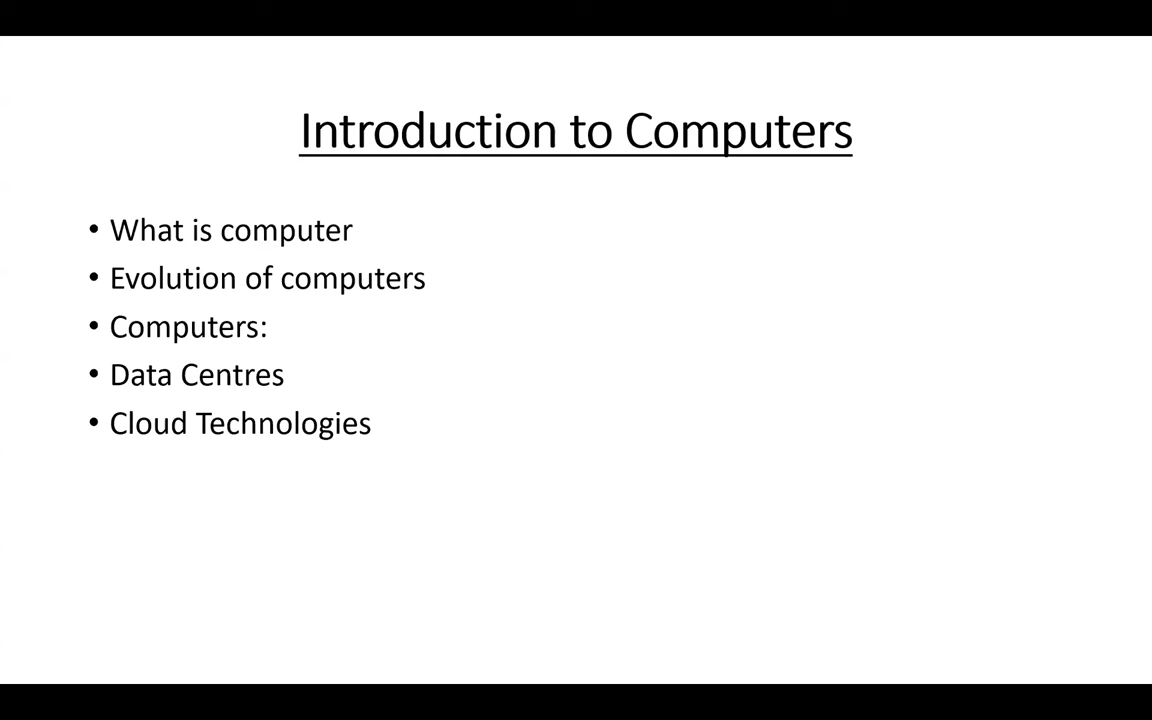 Introduction to Computers
• What is computer
• Evolution of computers
• Computers:
• Data Centres
• Cloud Technologies